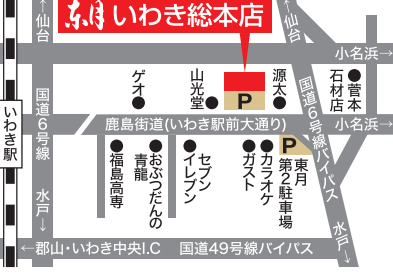 東月 いわき総本店
↑仙台
↑仙台
小名浜→
ゲオ
山光堂
P
源太
菅本
石材店
国道6号線
鹿島街道(いわき駅前大通り)
小名浜→
いわき駅
国道6号線バイパス
福島高専
おぶつだんの
青龍
セブン
イレブン
ガスト
カラオケ
P
東月
第2駐車場
水戸→
水戸→
←郡山・いわき中央I.C
国道49号線バイパス